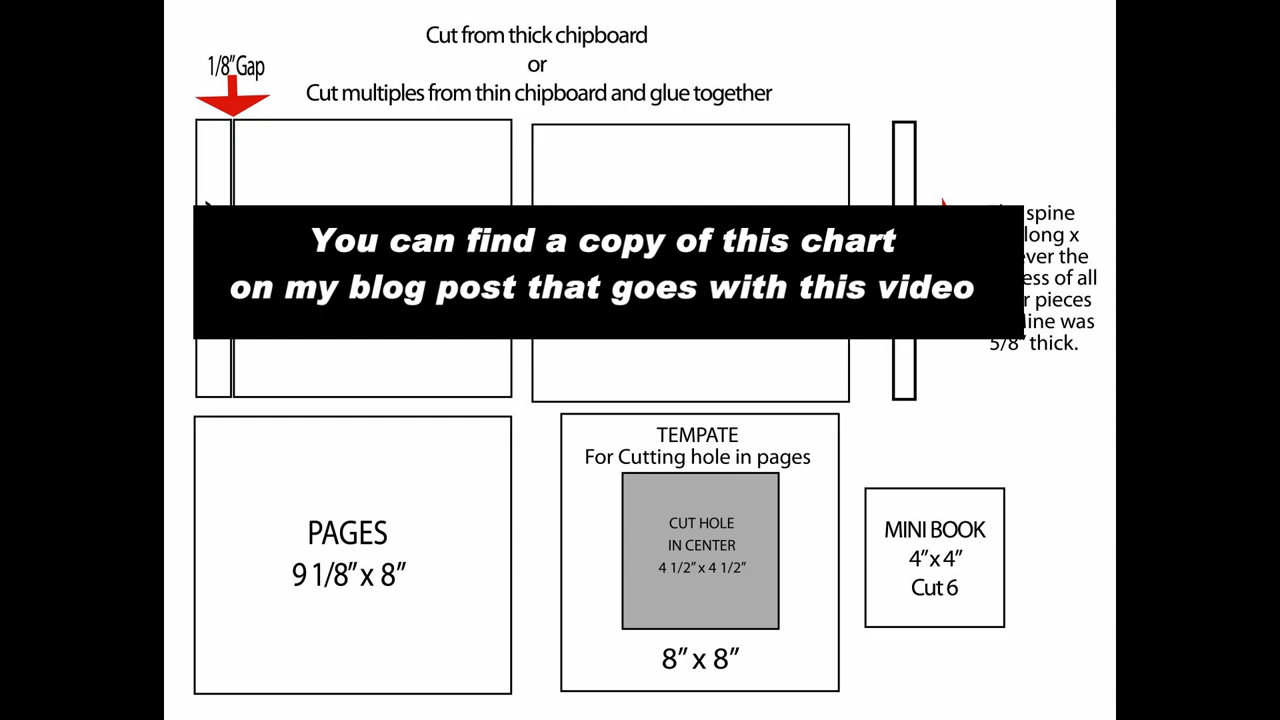 Cut from thick chipboard
or
Cut multiples from thin chipboard and glue together
1/8” Gap
You can find a copy of this chart
on my blog post that goes with this video
spine
long x
the
of all
pieces
was
5/8” thick.
PAGES
9 1/8” x 8”
TEMPATE
For Cutting hole in pages
CUT HOLE
IN CENTER
4 1/2” x 4 1/2”
8” x 8”
MINI BOOK
4” x 4”
Cut 6